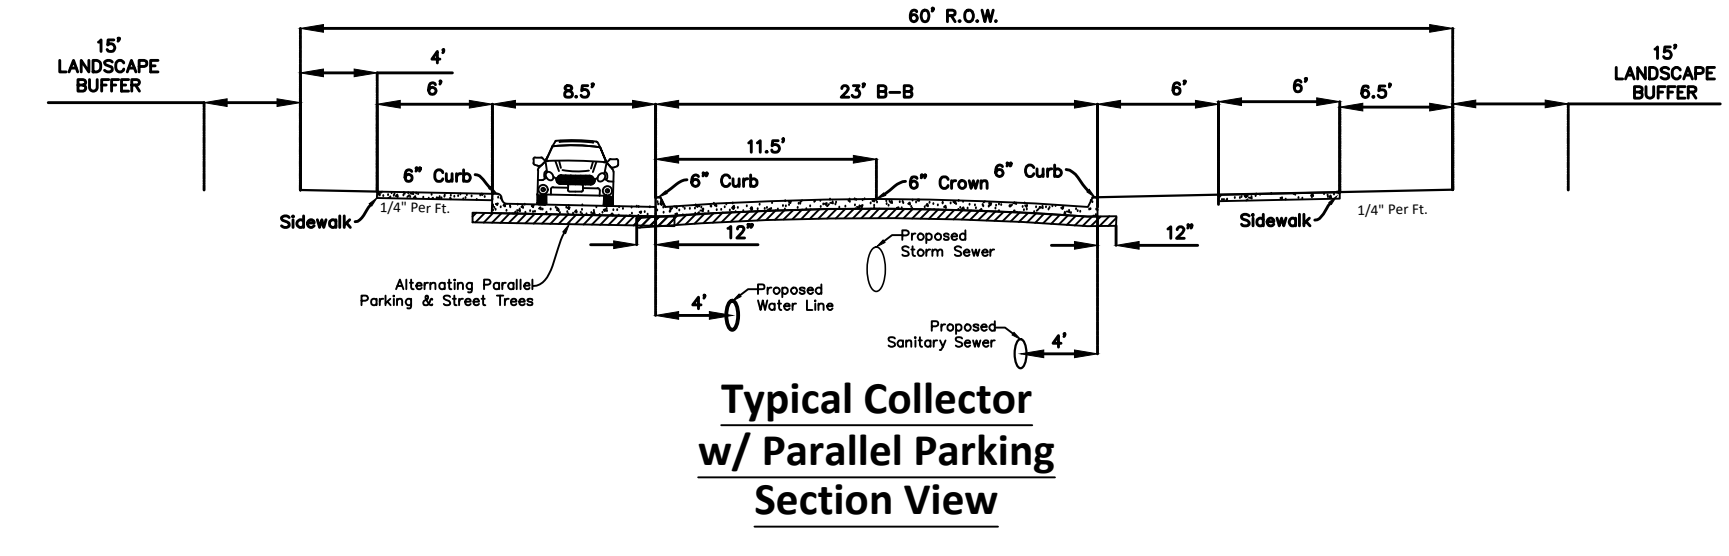 60' R.O.W.
15'
LANDSCAPE
BUFFER
4'
15'
LANDSCAPE
BUFFER
6'
8.5'
23' B-B
6'
6'
6.5'
11.5'
6" Curb
6" Curb
6" Crown
6" Curb
1/4" Per Ft.
1/4" Per Ft.
Sidewalk
Sidewalk
12"
12"
Proposed
Storm Sewer
Alternating Parallel
Parking & Street Trees
4'
Proposed
Water Line
Proposed
Sanitary Sewer
4'
Typical Collector
w/ Parallel Parking
Section View